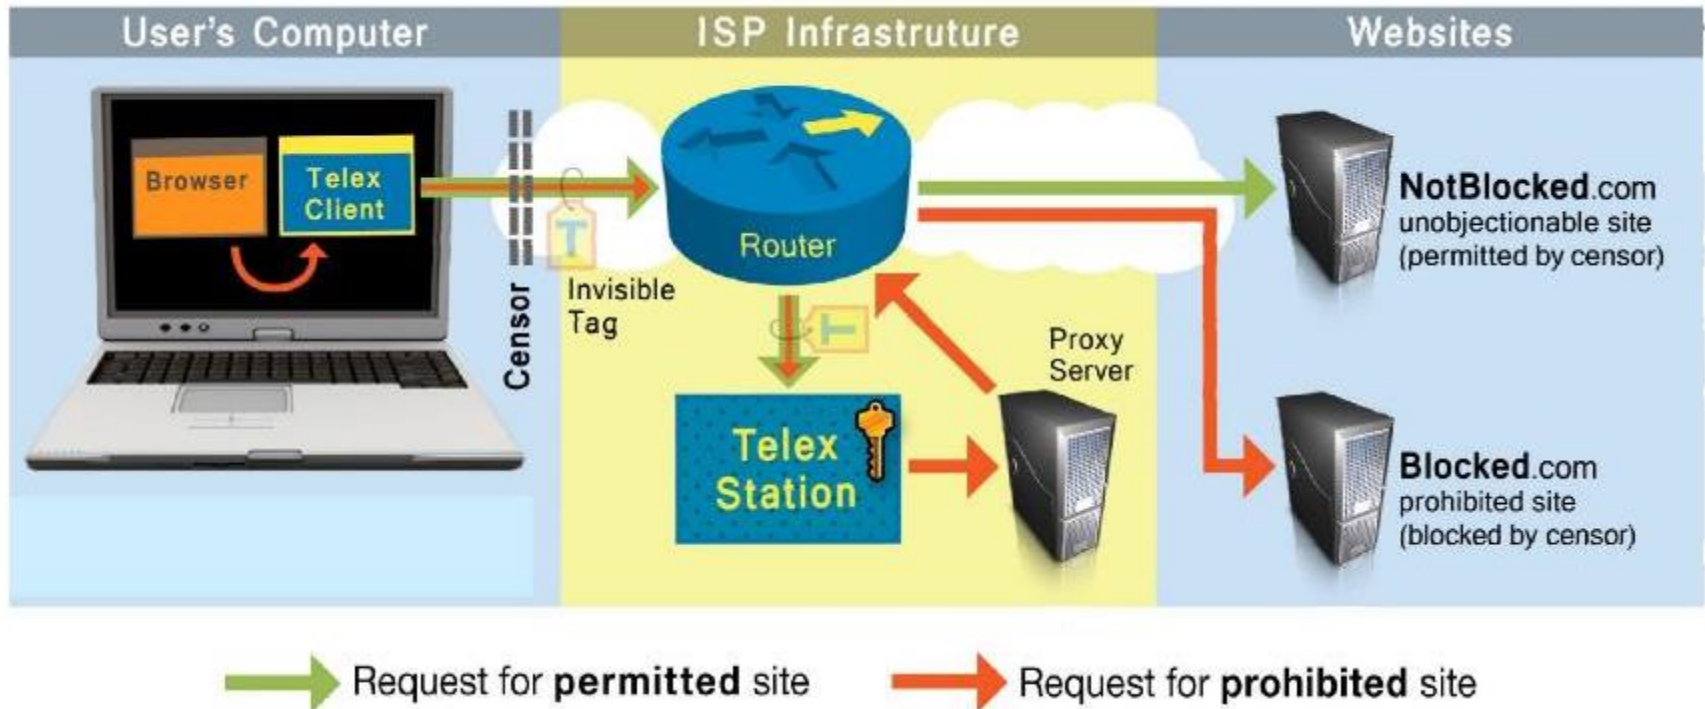 User's Computer
ISP Infrastruture
Websites
Browser
Telex
Client
Censor
T
Invisible
Tag
Router
T
Telex
Station
Proxy
Server
NotBlocked.com
unobjectionable site
(permitted by censor)
Blocked.com
prohibited site
(blocked by censor)
Request for permitted site
Request for prohibited site